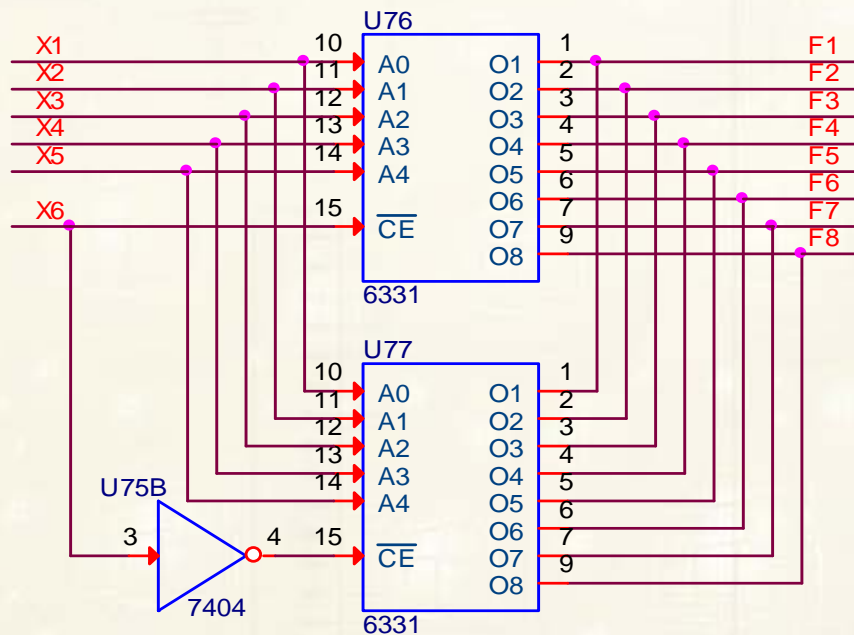 U76
X1 10 A0 O1 1 F1
X2 11 A1 O2 2 F2
X3 12 A2 O3 3 F3
X4 13 A3 O4 4 F4
X5 14 A4 O5 5 F5
O6 6 F6
X6 15 CE O7 7 F7
O8 9 F8
6331
U77
10 A0 O1 1
11 A1 O2 2
12 A2 O3 3
13 A3 O4 4
14 A4 O5 5
U75B
O6 6
3 4 15 CE O7 7
O8 9
7404
6331